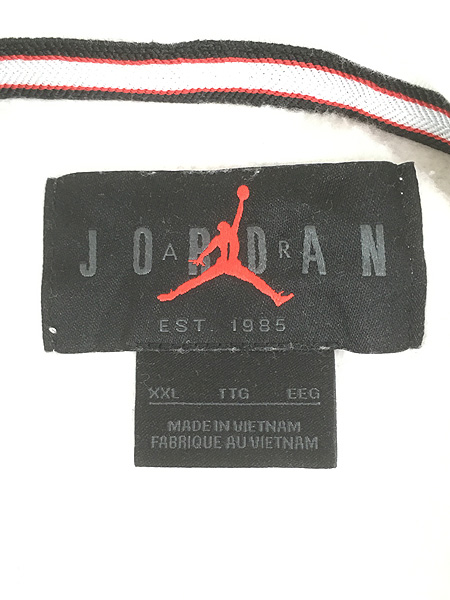 JORDAN
AIR
EST. 1985
XXL TTG EEG
MADE IN VIETNAM
FABRIQUE AU VIETNAM